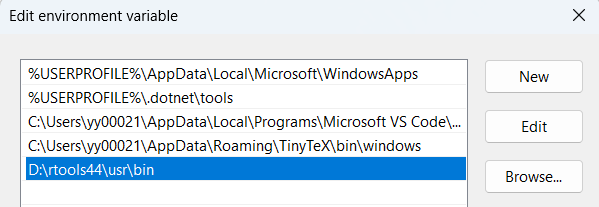 Edit environment variable
%USERPROFILE%\AppData\Local\Microsoft\WindowsApps
New
%USERPROFILE%\.dotnet\tools
C:\Users\yy00021\AppData\Local\Programs\Microsoft VS Code\...
Edit
C:\Users\yy00021\AppData\Roaming\TinyTeX\bin\windows
D:\rtools44\usr\bin
Browse...